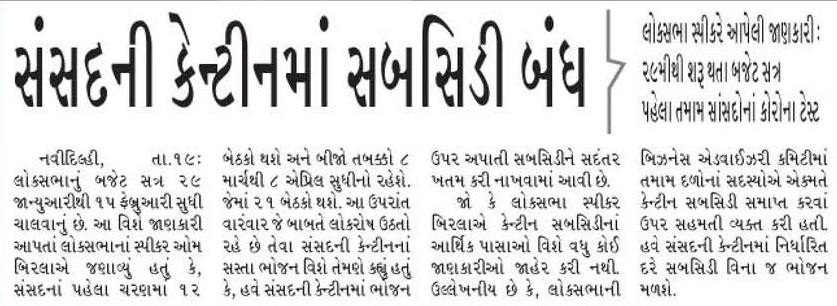 સંસદની કેન્ટીનમાં સબસિડી બંધ
લોકસભા સ્પીકરે આપેલી જાણકારી:
૨૯મીથી શરૂ થતા બજેટ સત્ર
પહેલા તમામ સાંસદોનાં કોરોના ટેસ્ટ
નવીદિલ્હી, તા.૧૯:
લોકસભાનું બજેટ સત્ર ૨૯
જાન્યુઆરીથી ૧૫ ફેબ્રુઆરી સુધી
ચાલવાનું છે. આ વિશે જાણકારી
આપતાં લોકસભાનાં સ્પીકર ઓમ
બિરલાએ જણાવ્યું હતું કે,
સંસદનાં પહેલા ચરણમાં ૧૨
બેઠકો થશે અને બીજો તબક્કો ૮
માર્ચથી ૮ એપ્રિલ સુધીનો રહેશે.
જેમાં ૨૧ બેઠકો થશે. આ ઉપરાંત
વારંવાર જે બાબતે લોકરોષ ઉઠતો
રહે છે તેવા સંસદની કેન્ટીનનાં
સસ્તા ભોજન વિશે તેમણે કહ્યું હતું
કે, હવે સંસદની કેન્ટીનમાં ભોજન
ઉપર અપાતી સબસિડીને સદંતર
ખતમ કરી નાખવામાં આવી છે.
જો કે લોકસભા સ્પીકર
બિરલાએ કેન્ટીન સબસિડીનાં
આર્થિક પાસાઓ વિશે વધુ કોઈ
જાણકારીઓ જાહેર કરી નથી.
ઉલ્લેખનીય છે કે, લોકસભાની
બિઝનેસ એડવાઈઝરી કમિટીમાં
તમામ દળોનાં સદસ્યોએ એકમતે
કેન્ટીન સબસિડી સમાપ્ત કરવાં
ઉપર સહમતી વ્યક્ત કરી હતી.
હવે સંસદની કેન્ટીનમાં નિર્ધારિત
દરે સબસિડી વિના જ ભોજન
મળશે.